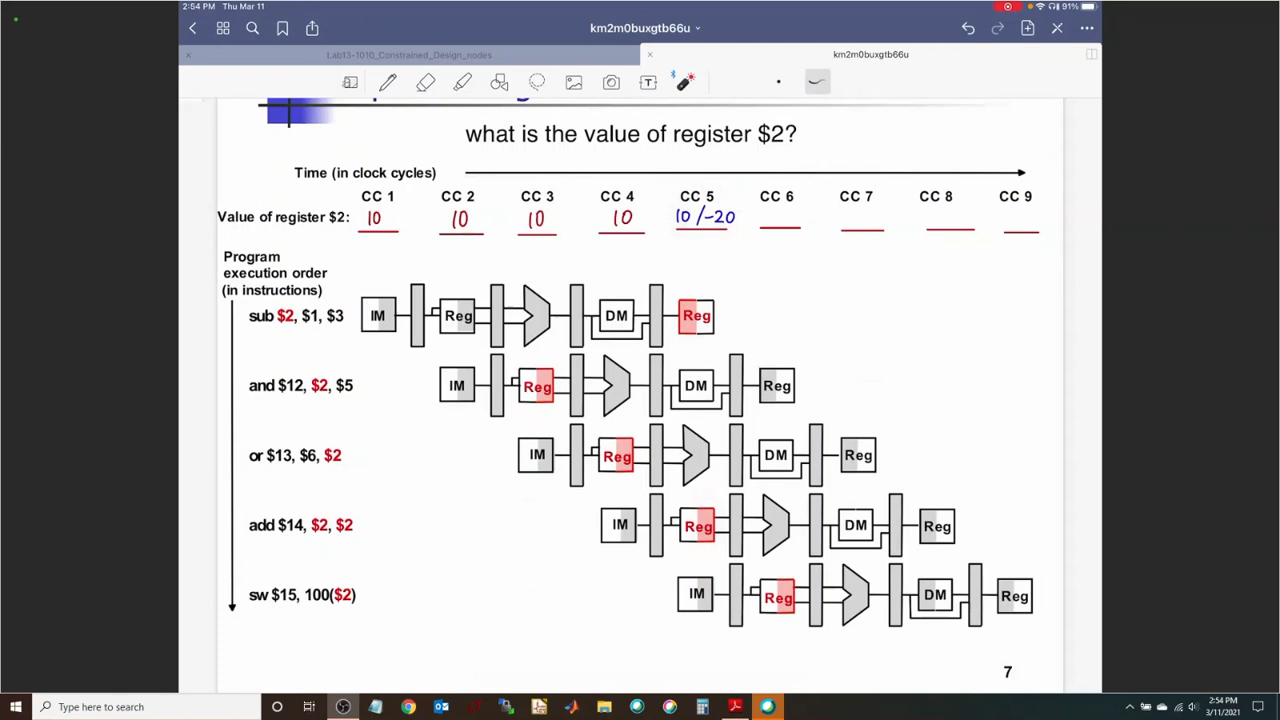 2:54 PM Thu Mar 11
91%
km2m0buxgtb66u
Lab13-1010_Constrained_Design_nodes
km2m0buxgtb66u
what is the value of register $2?
Time (in clock cycles)
CC 1 CC 2 CC 3 CC 4 CC 5 CC 6 CC 7 CC 8 CC 9
Value of register $2: 10 10 10 10 10/-20
Program
execution order
(in instructions)
sub $2, $1, $3 IM Reg DM Reg
and $12, $2, $5 IM Reg DM Reg
or $13, $6, $2 IM Reg DM Reg
add $14, $2, $2 IM Reg DM Reg
sw $15, 100($2) IM Reg DM Reg
7
Type here to search
2:54 PM
3/11/2021